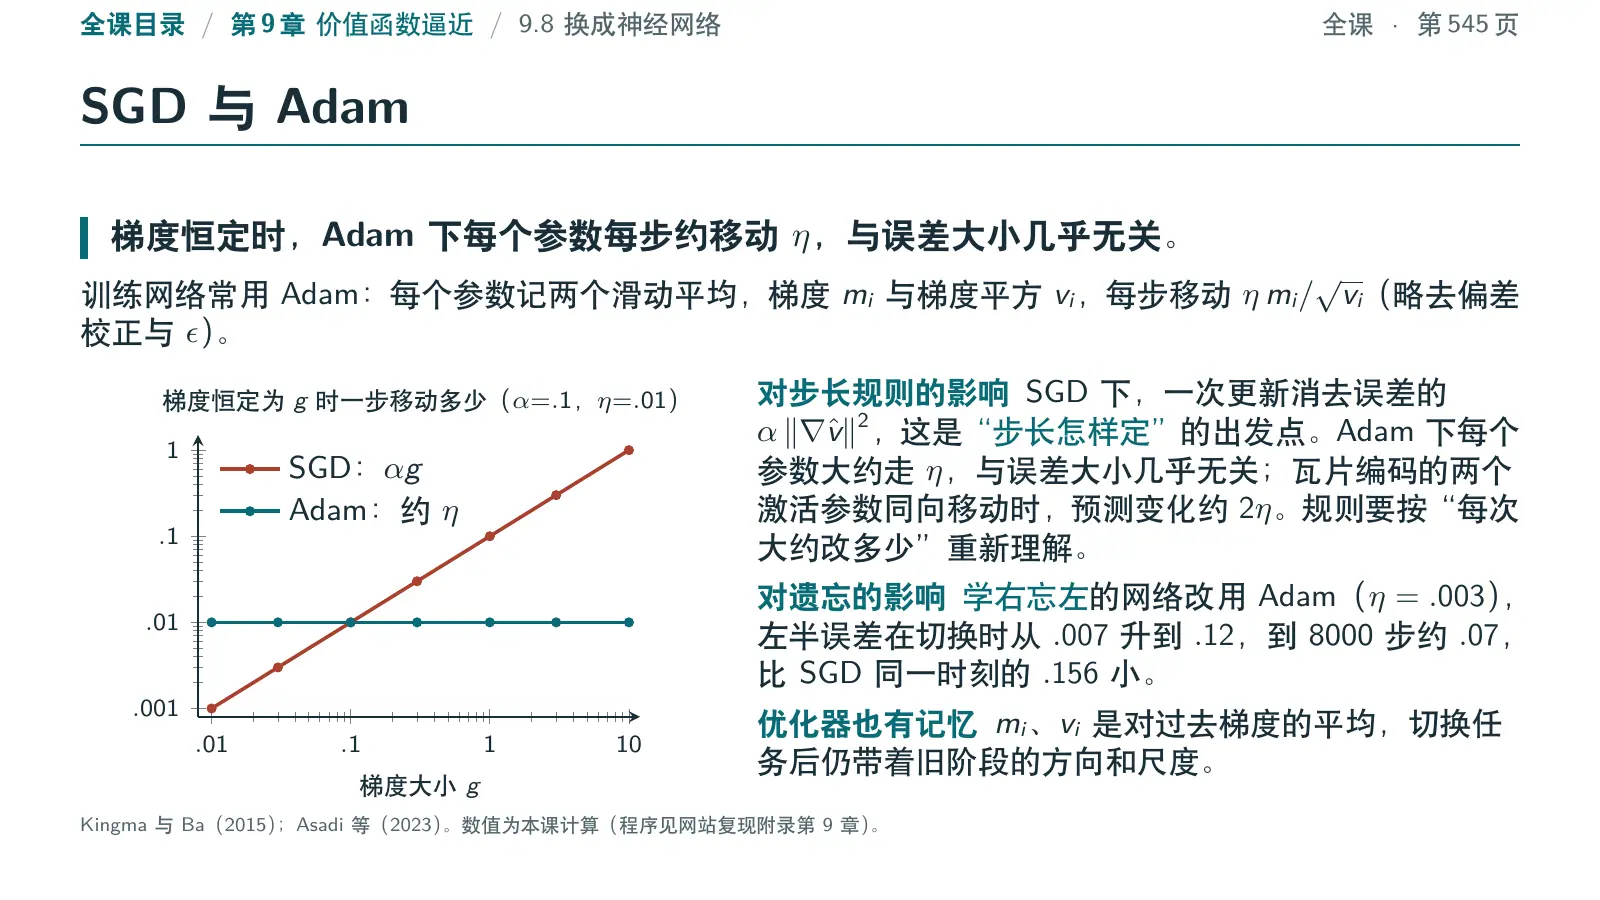 全课目录 / 第 9 章 价值函数逼近 / 9.8 换成神经网络
全课 · 第 545 页
SGD 与 Adam
梯度恒定时，Adam 下每个参数每步约移动 η，与误差大小几乎无关。
训练网络常用 Adam：每个参数记两个滑动平均，梯度 mᵢ 与梯度平方 vᵢ，每步移动 η mᵢ/√vᵢ（略去偏差
校正与 ϵ）。
梯度恒定为 g 时一步移动多少（α=.1，η=.01）
1
.1
.01
.001
SGD：αg
Adam：约 η
.01 .1 1 10
梯度大小 g
对步长规则的影响 SGD 下，一次更新消去误差的
α‖∇v̂‖²，这是“步长怎样定”的出发点。Adam 下每个
参数大约走 η，与误差大小几乎无关；瓦片编码的两个
激活参数同向移动时，预测变化约 2η。规则要按“每次
大约改多少”重新理解。
对遗忘的影响 学右忘左的网络改用 Adam（η = .003），
左半误差在切换时从 .007 升到 .12，到 8000 步约 .07，
比 SGD 同一时刻的 .156 小。
优化器也有记忆 mᵢ、vᵢ 是对过去梯度的平均，切换任
务后仍带着旧阶段的方向和尺度。
Kingma 与 Ba（2015）；Asadi 等（2023）。数值为本课计算（程序见网站复现附录第 9 章）。